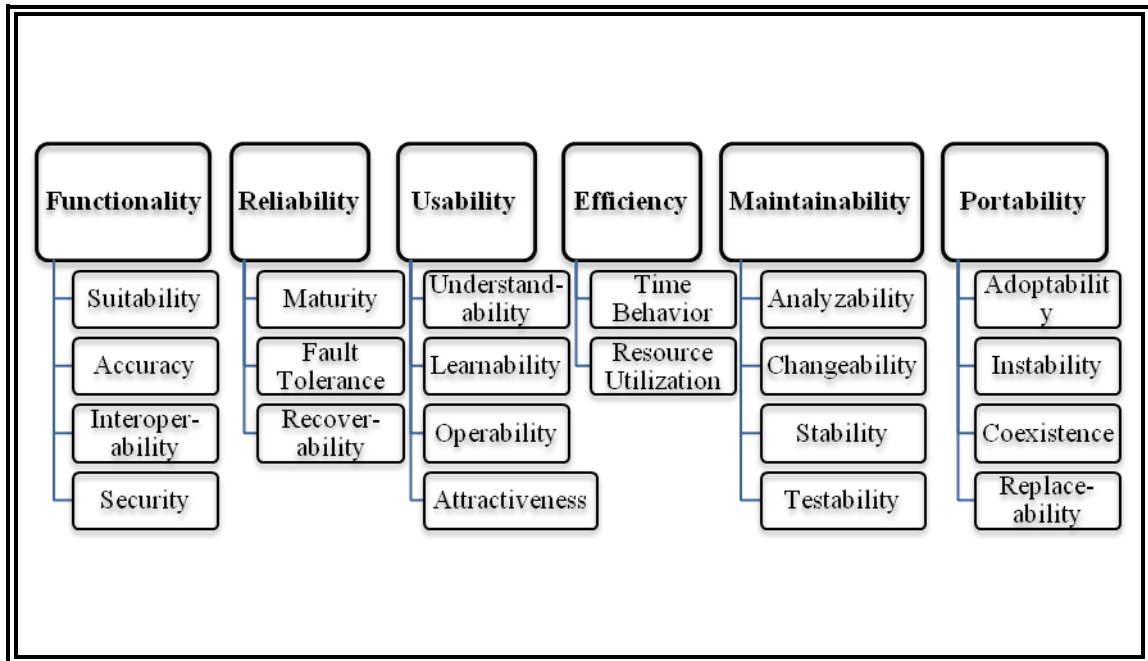 Functionality
Suitability
Accuracy
Interoper-
ability
Security
Reliability
Maturity
Fault
Tolerance
Recover-
ability
Usability
Understand-
ability
Learnability
Operability
Attractiveness
Efficiency
Time
Behavior
Resource
Utilization
Maintainability
Analyzability
Changeability
Stability
Testability
Portability
Adoptabilit
y
Instability
Coexistence
Replace-
ability